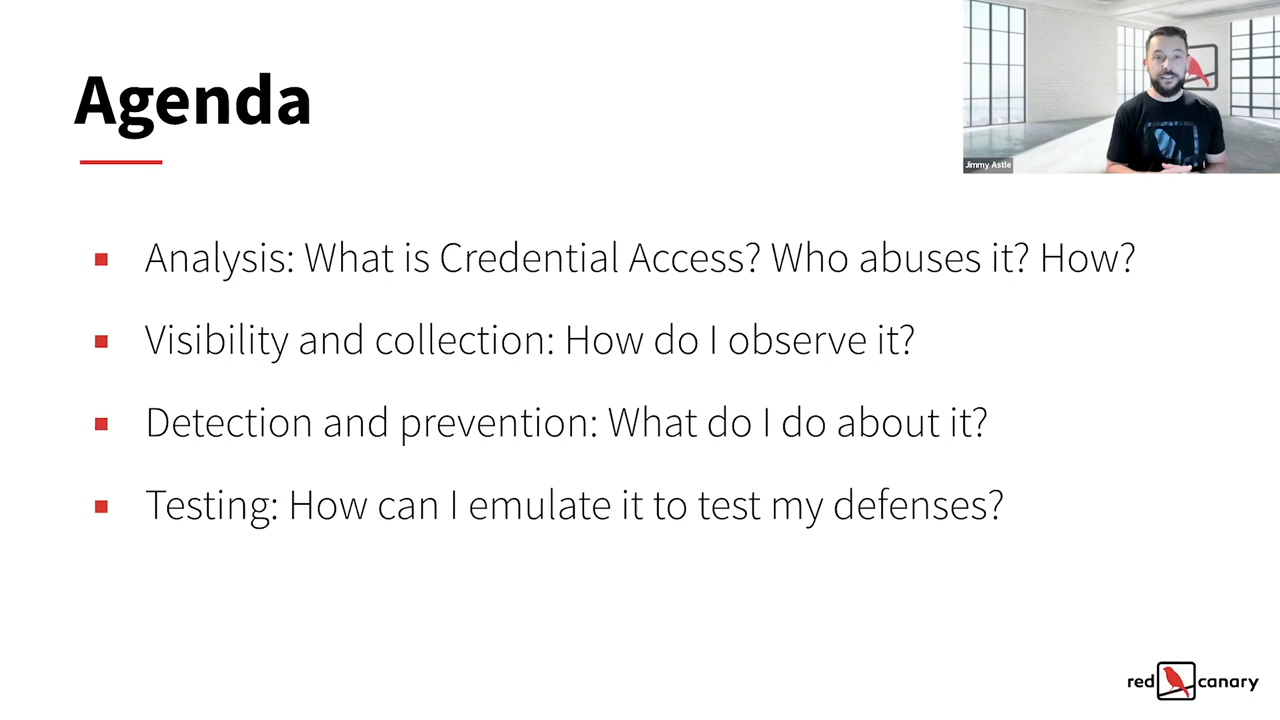 Agenda
Jimmy Astle
Analysis: What is Credential Access? Who abuses it? How?
Visibility and collection: How do I observe it?
Detection and prevention: What do I do about it?
Testing: How can I emulate it to test my defenses?
red canary